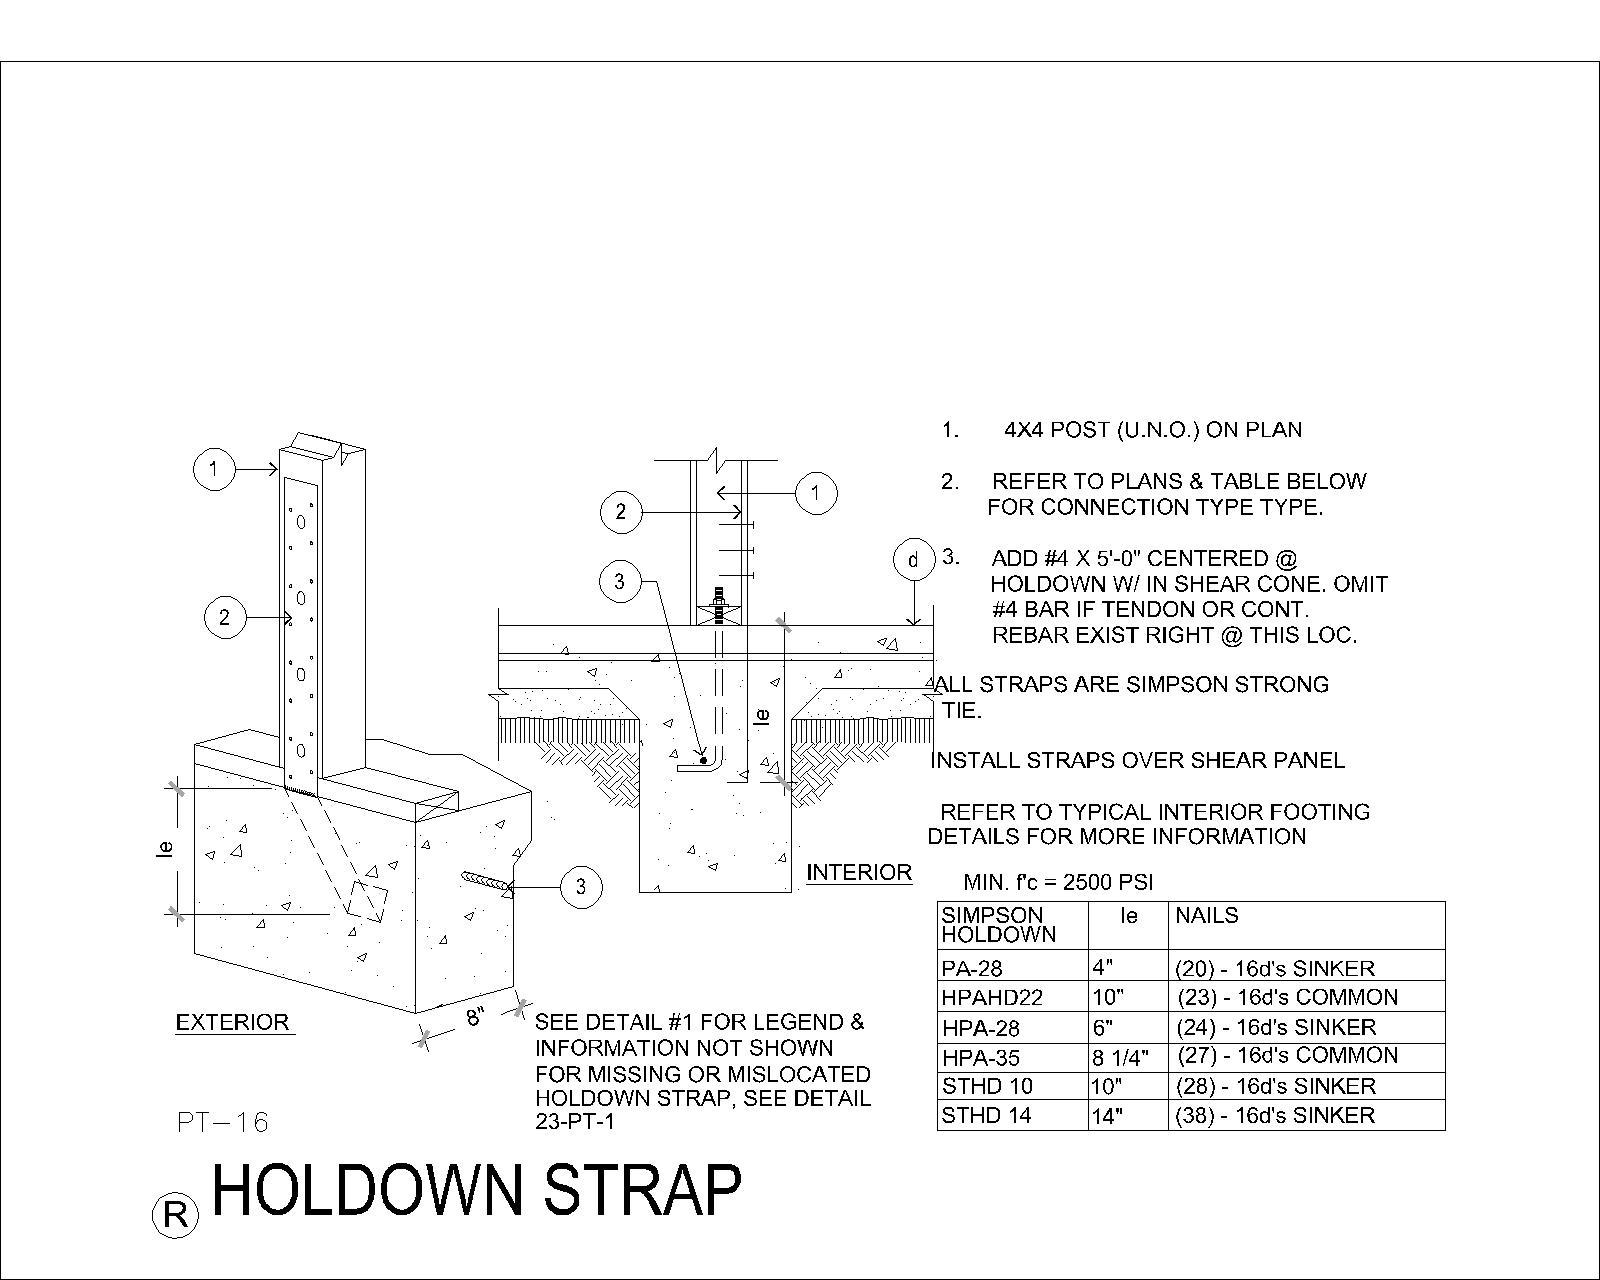 1. 4X4 POST (U.N.O.) ON PLAN
2. REFER TO PLANS & TABLE BELOW
FOR CONNECTION TYPE TYPE.
3. ADD #4 X 5'-0" CENTERED @
HOLDOWN W/ IN SHEAR CONE. OMIT
#4 BAR IF TENDON OR CONT.
REBAR EXIST RIGHT @ THIS LOC.
ALL STRAPS ARE SIMPSON STRONG
TIE.
INSTALL STRAPS OVER SHEAR PANEL
REFER TO TYPICAL INTERIOR FOOTING
DETAILS FOR MORE INFORMATION
MIN. f'c = 2500 PSI
SIMPSON HOLDOWN le NAILS
PA-28 4" (20) - 16d's SINKER
HPAHD22 10" (23) - 16d's COMMON
HPA-28 6" (24) - 16d's SINKER
HPA-35 8 1/4" (27) - 16d's COMMON
STHD 10 10" (28) - 16d's SINKER
STHD 14 14" (38) - 16d's SINKER
1
2
le
3
8"
EXTERIOR
1
2
3
d
le
INTERIOR
SEE DETAIL #1 FOR LEGEND &
INFORMATION NOT SHOWN
FOR MISSING OR MISLOCATED
HOLDOWN STRAP, SEE DETAIL
23-PT-1
PT-16
R HOLDOWN STRAP